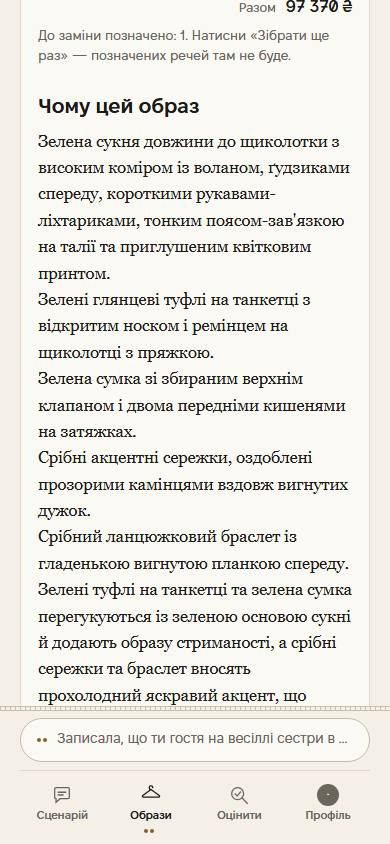 Разом 97 370 ₴
До заміни позначено: 1. Натисни «Зібрати ще
раз» — позначених речей там не буде.
Чому цей образ
Зелена сукня довжини до щиколотки з
високим коміром із воланом, ґудзиками
спереду, короткими рукавами-
ліхтариками, тонким поясом-зав'язкою
на талії та приглушеним квітковим
принтом.
Зелені глянцеві туфлі на танкетці з
відкритим носком і ремінцем на
щиколотці з пряжкою.
Зелена сумка зі збираним верхнім
клапаном і двома передніми кишенями
на затяжках.
Срібні акцентні сережки, оздоблені
прозорими камінцями вздовж вигнутих
дужок.
Срібний ланцюжковий браслет із
гладенькою вигнутою планкою спереду.
Зелені туфлі на танкетці та зелена сумка
перегукуються із зеленою основою сукні
й додають образу стриманості, а срібні
сережки та браслет вносять
прохолодний яскравий акцент, що
Записала, що ти гостя на весіллі сестри в ...
Сценарій
Образи
Оцінити
Профіль